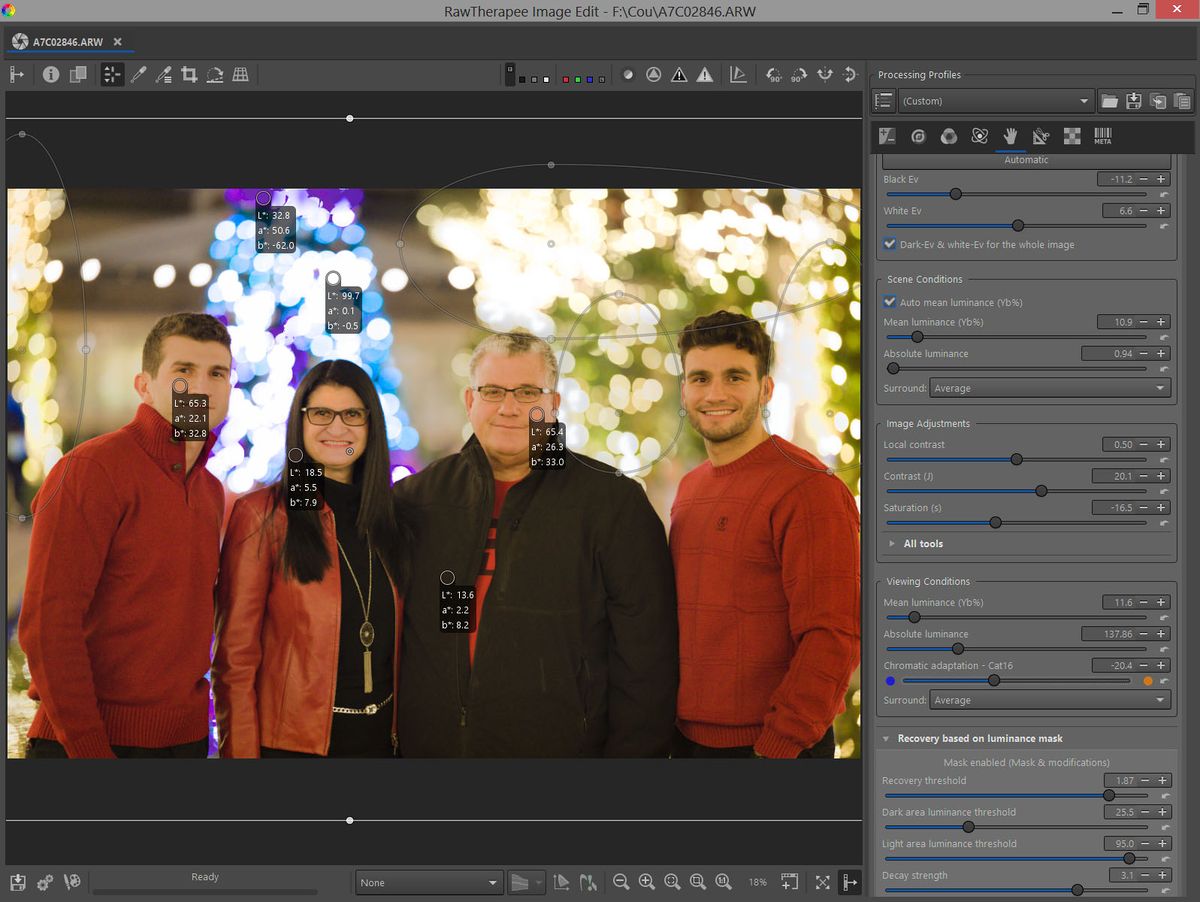 RawTherapee Image Edit - F:\Cou\A7C02846.ARW
A7C02846.ARW
90°
90°
Processing Profiles
(Custom)
META
Automatic
Black Ev -11.2
White Ev 6.6
Dark-Ev & white-Ev for the whole image
Scene Conditions
Auto mean luminance (Yb%)
Mean luminance (Yb%) 10.9
Absolute luminance 0.94
Surround: Average
Image Adjustments
Local contrast 0.50
Contrast (J) 20.1
Saturation (s) -16.5
All tools
Viewing Conditions
Mean luminance (Yb%) 11.6
Absolute luminance 137.86
Chromatic adaptation - Cat16 -20.4
Surround: Average
Recovery based on luminance mask
Mask enabled (Mask & modifications)
Recovery threshold 1.87
Dark area luminance threshold 25.5
Light area luminance threshold 95.0
Decay strength 3.1
L*: 32.8
a*: 50.6
b*: -62.0
L*: 99.7
a*: 0.1
b*: -0.5
L*: 65.3
a*: 22.1
b*: 32.8
L*: 65.4
a*: 26.3
b*: 33.0
L*: 18.5
a*: 5.5
b*: 7.9
L*: 13.6
a*: 2.2
b*: 8.2
Ready
None
18%